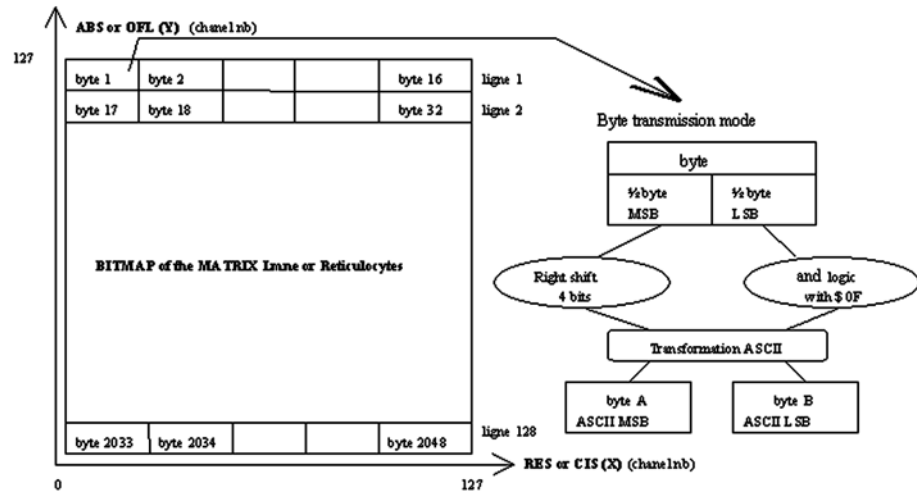 ABS or OFL (Y) (chanel nb)
127
byte 1 byte 2 byte 16 ligne 1
byte 17 byte 18 byte 32 ligne 2
Byte transmission mode
byte
½ byte ½ byte
MSB LSB
BITMAP of the MATRIX Lmne or Reticulocytes
Right shift
4 bits
and logic
with $0F
Transformation ASCII
byte A
ASCII MSB
byte B
ASCII LSB
byte 2033 byte 2034 byte 2048 ligne 128
RES or CIS (X) (chanel nb)
0 127